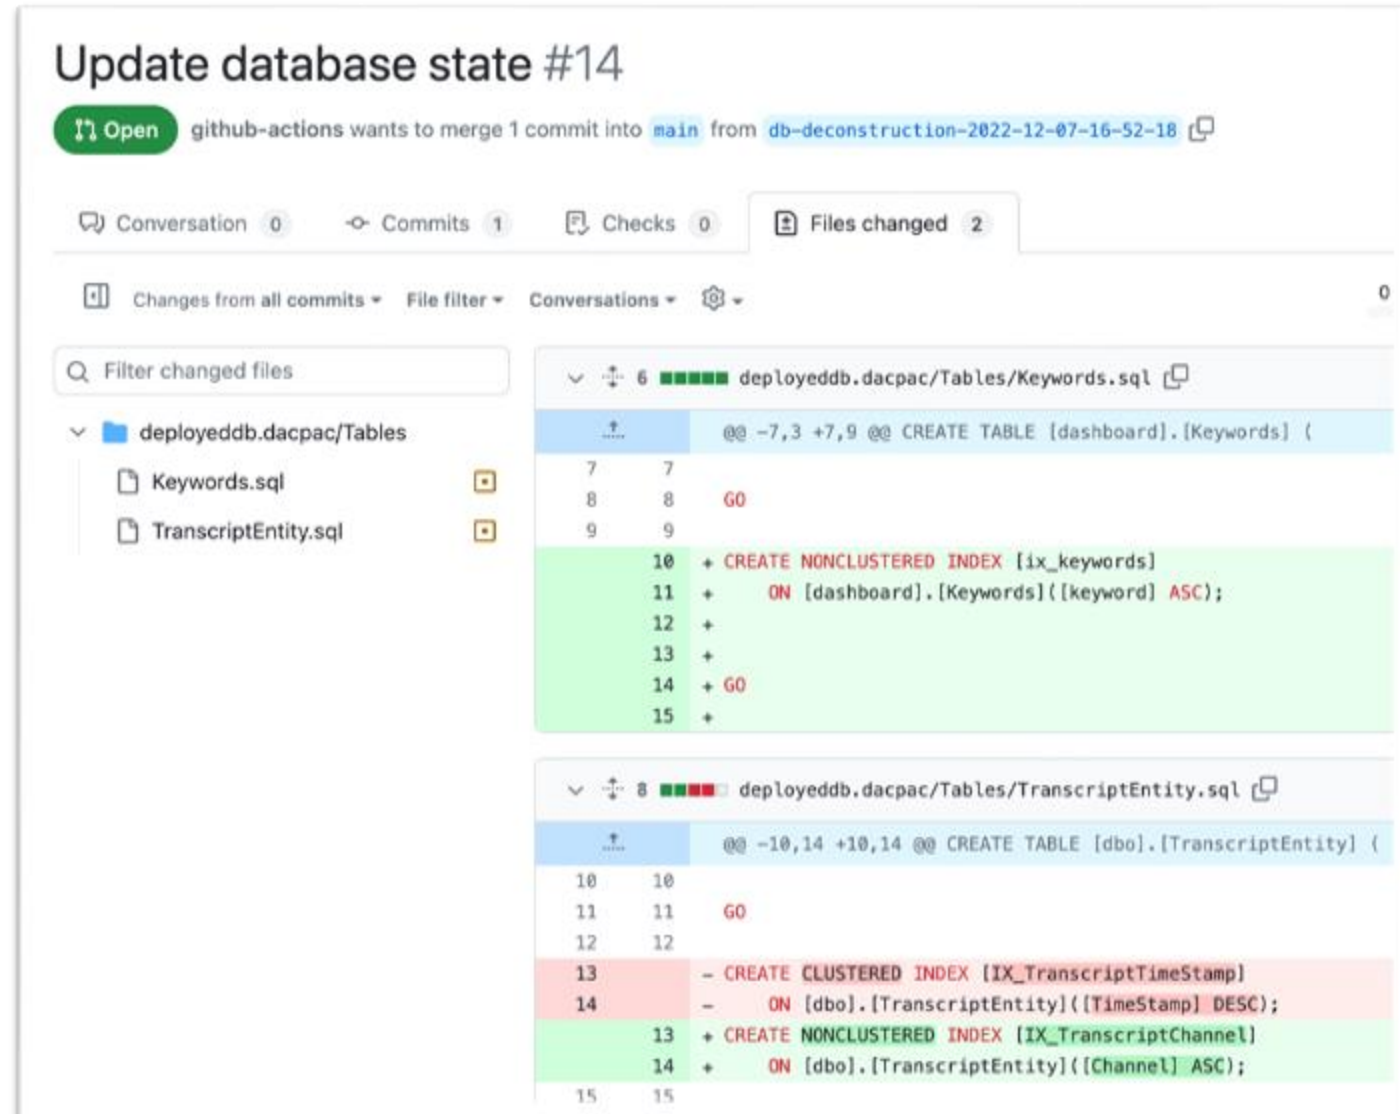 Update database state #14
Open github-actions wants to merge 1 commit into main from db-deconstruction-2022-12-07-16-52-18
Conversation 0 Commits 1 Checks 0 Files changed 2
Changes from all commits File filter Conversations 0
Filter changed files
deployeddb.dacpac/Tables
Keywords.sql
TranscriptEntity.sql
6 deployeddb.dacpac/Tables/Keywords.sql
@@ -7,3 +7,9 @@ CREATE TABLE [dashboard].[Keywords] (
7 7
8 8 GO
9 9
10 + CREATE NONCLUSTERED INDEX [ix_keywords]
11 + ON [dashboard].[Keywords]([keyword] ASC);
12 +
13 +
14 + GO
15 +
8 deployeddb.dacpac/Tables/TranscriptEntity.sql
@@ -10,14 +10,14 @@ CREATE TABLE [dbo].[TranscriptEntity] (
10 10
11 11 GO
12 12
13 - CREATE CLUSTERED INDEX [IX_TranscriptTimeStamp]
14 - ON [dbo].[TranscriptEntity]([TimeStamp] DESC);
13 + CREATE NONCLUSTERED INDEX [IX_TranscriptChannel]
14 + ON [dbo].[TranscriptEntity]([Channel] ASC);
15 15